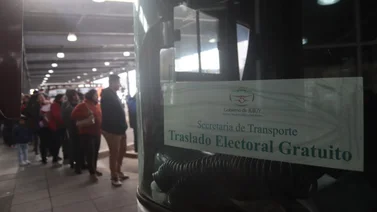 Secretaría de Transporte
Traslado Electoral Gratuito